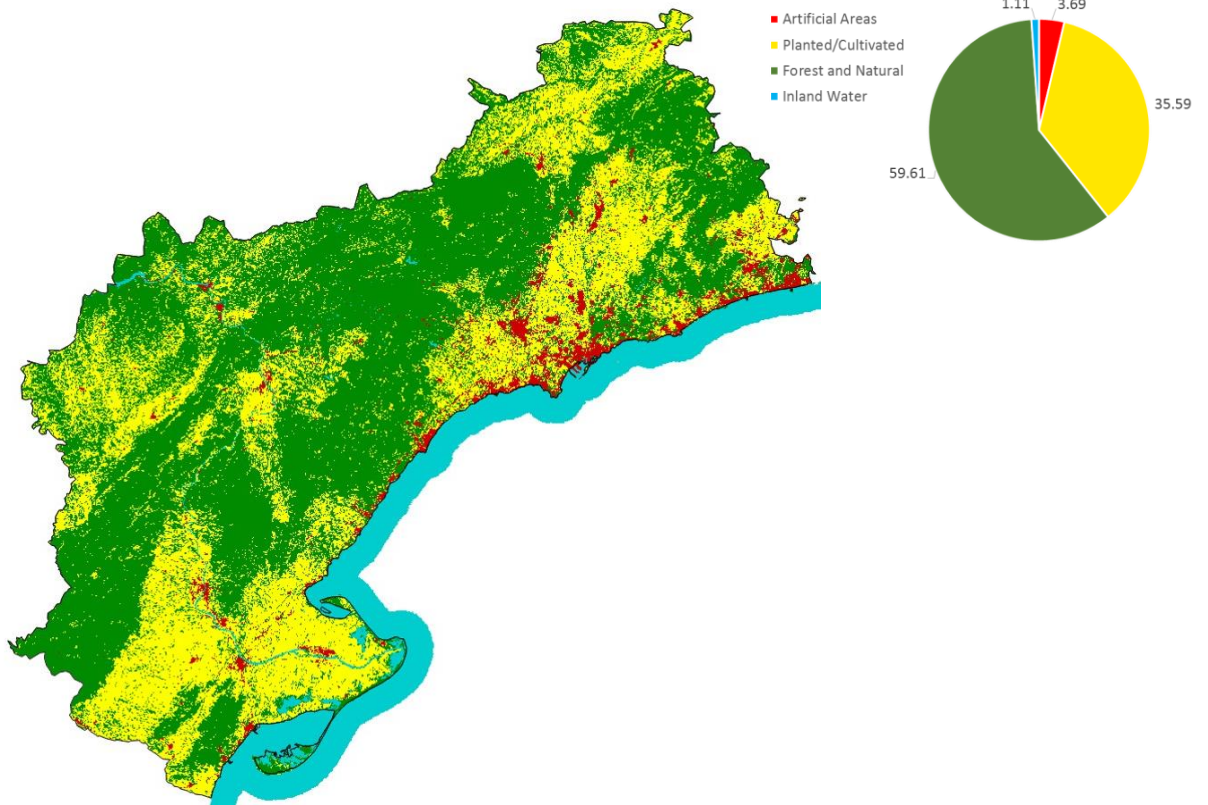 Artificial Areas
Planted/Cultivated
Forest and Natural
Inland Water
1.11
3.69
35.59
59.61